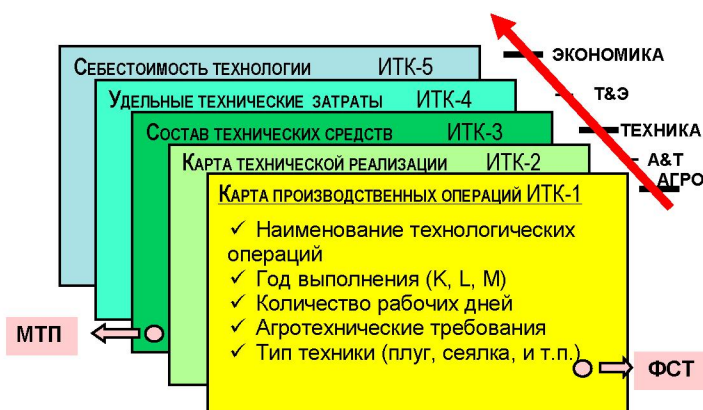 СЕБЕСТОИМОСТЬ ТЕХНОЛОГИИ ИТК-5
УДЕЛЬНЫЕ ТЕХНИЧЕСКИЕ ЗАТРАТЫ ИТК-4
СОСТАВ ТЕХНИЧЕСКИХ СРЕДСТВ ИТК-3
КАРТА ТЕХНИЧЕСКОЙ РЕАЛИЗАЦИИ ИТК-2
КАРТА ПРОИЗВОДСТВЕННЫХ ОПЕРАЦИЙ ИТК-1
✓ Наименование технологических
операций
✓ Год выполнения (K, L, M)
✓ Количество рабочих дней
✓ Агротехнические требования
✓ Тип техники (плуг, сеялка, и т.п.)
МТП
ФСТ
ЭКОНОМИКА
Т&Э
ТЕХНИКА
А&Т
АГРО